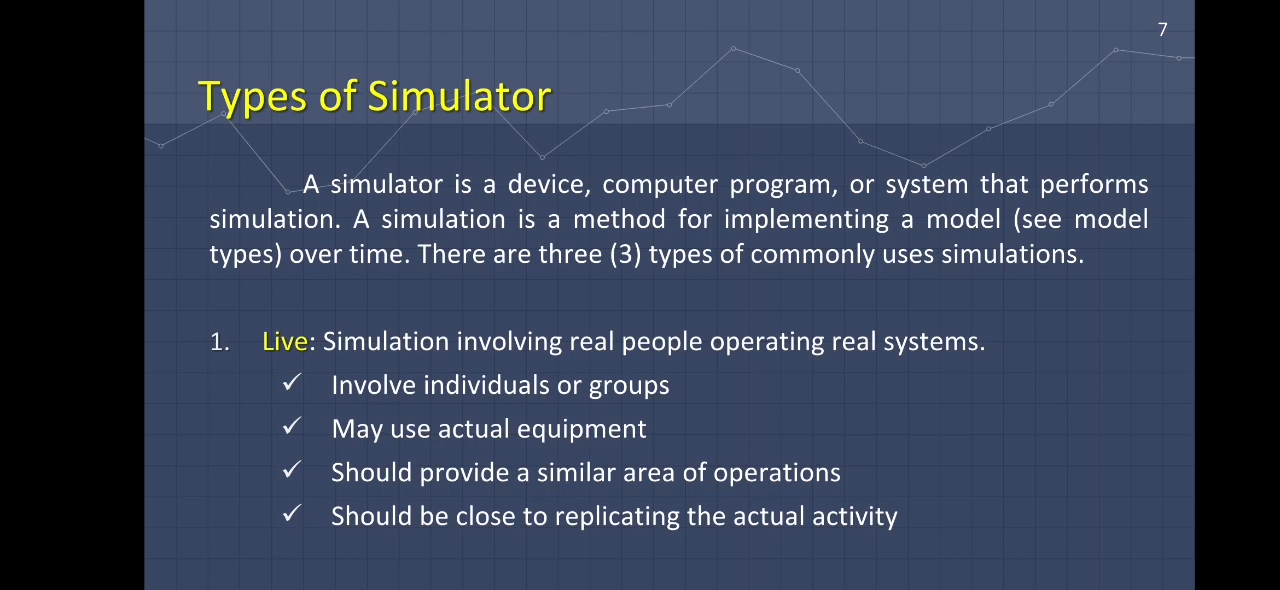 7
Types of Simulator
A simulator is a device, computer program, or system that performs
simulation. A simulation is a method for implementing a model (see model
types) over time. There are three (3) types of commonly uses simulations.
1. Live: Simulation involving real people operating real systems.
✓ Involve individuals or groups
✓ May use actual equipment
✓ Should provide a similar area of operations
✓ Should be close to replicating the actual activity